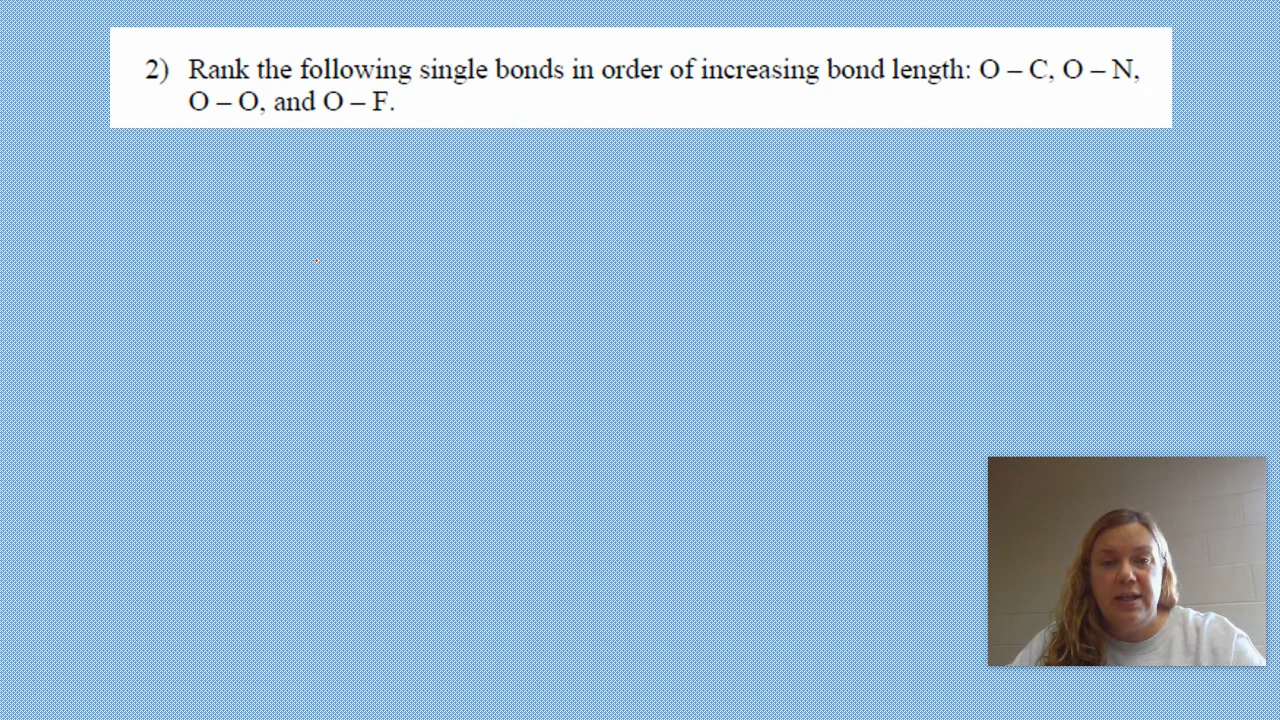 2) Rank the following single bonds in order of increasing bond length: O – C, O – N,
O – O, and O – F.